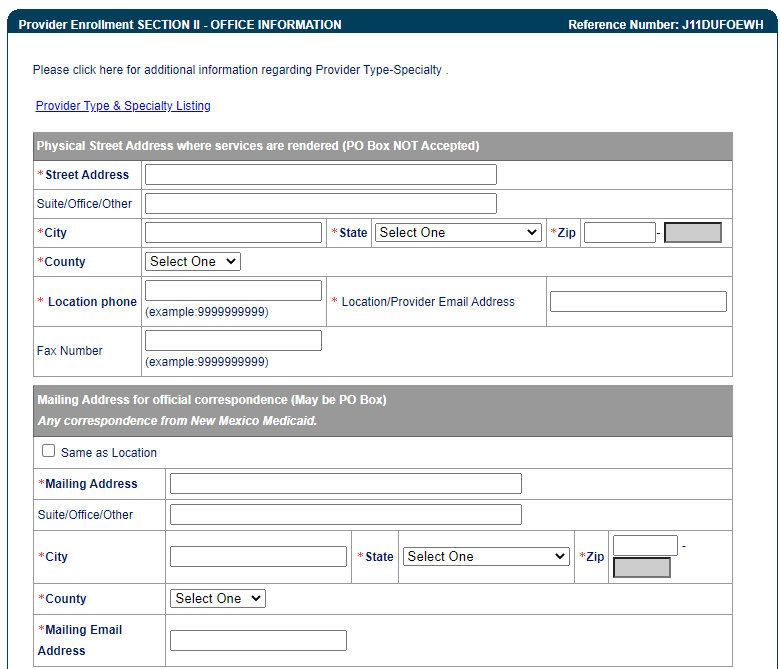 Provider Enrollment SECTION II - OFFICE INFORMATION Reference Number: J11DUFOEWH
Please click here for additional information regarding Provider Type-Specialty .
Provider Type & Specialty Listing
Physical Street Address where services are rendered (PO Box NOT Accepted)
*Street Address
Suite/Office/Other
*City * State Select One *Zip -
*County Select One
* Location phone (example:9999999999) * Location/Provider Email Address
Fax Number (example:9999999999)
Mailing Address for official correspondence (May be PO Box)
Any correspondence from New Mexico Medicaid.
Same as Location
*Mailing Address
Suite/Office/Other
*City * State Select One *Zip -
*County Select One
*Mailing Email
Address